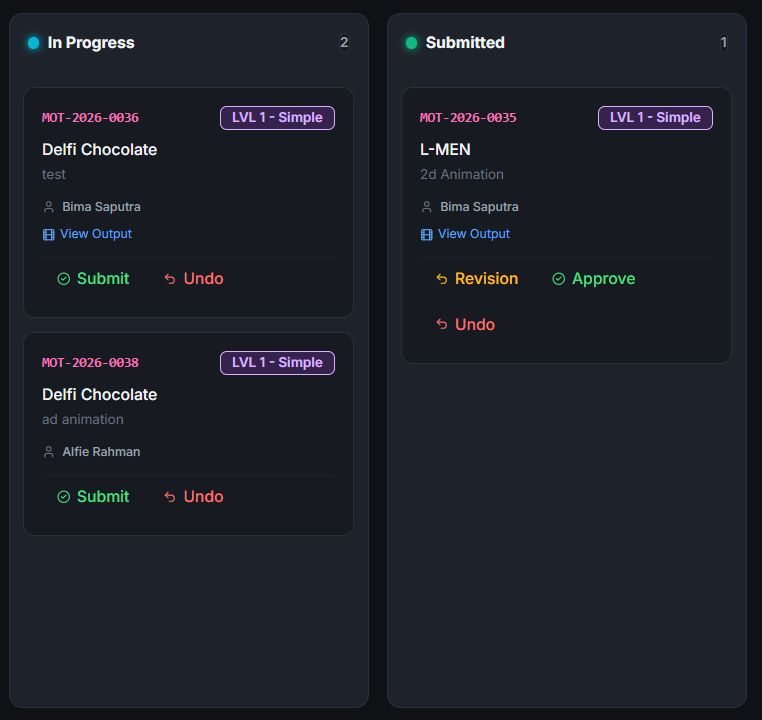 In Progress 2
MOT-2026-0036 LVL 1 - Simple
Delfi Chocolate
test
Bima Saputra
View Output
Submit Undo
MOT-2026-0038 LVL 1 - Simple
Delfi Chocolate
ad animation
Alfie Rahman
Submit Undo
Submitted 1
MOT-2026-0035 LVL 1 - Simple
L-MEN
2d Animation
Bima Saputra
View Output
Revision Approve
Undo